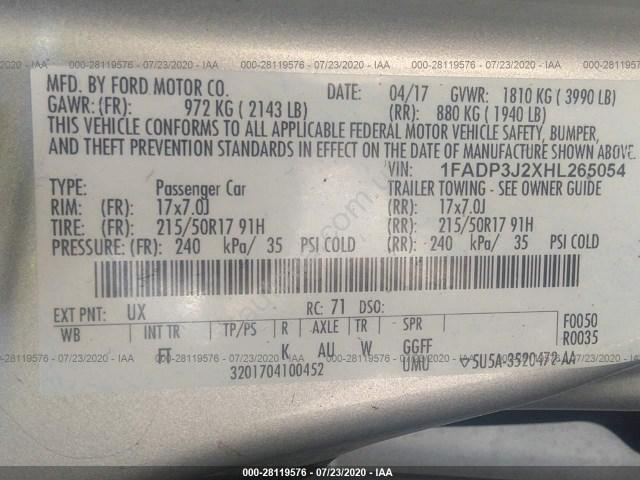 000-28119576 / 07/23/2020 - IAA
MFD. BY FORD MOTOR CO. DATE: 04/17 GVWR: 1810 KG ( 3990 LB)
GAWR: (FR): 972 KG ( 2143 LB) (RR): 880 KG ( 1940 LB)
THIS VEHICLE CONFORMS TO ALL APPLICABLE FEDERAL MOTOR VEHICLE SAFETY, BUMPER,
AND THEFT PREVENTION STANDARDS IN EFFECT ON THE DATE OF MANUFACTURE SHOWN ABOVE.
VIN: 1FADP3J2XHL265054
TYPE: Passenger Car TRAILER TOWING - SEE OWNER GUIDE
RIM: (FR): 17x7.0J (RR): 17x7.0J
TIRE: (FR): 215/50R17 91H (RR): 215/50R17 91H
PRESSURE: (FR): 240 kPa/ 35 PSI COLD (RR): 240 kPa/ 35 PSI COLD
EXT PNT: UX RC: 71 DSO: F0050
WB INT TR TP/PS R AXLE TR SPR R0035
FT K AU W GGFF
3201704100452 UMU 5U5A-3520472-AA
000-28119576 / 07/23/2020 - IAA